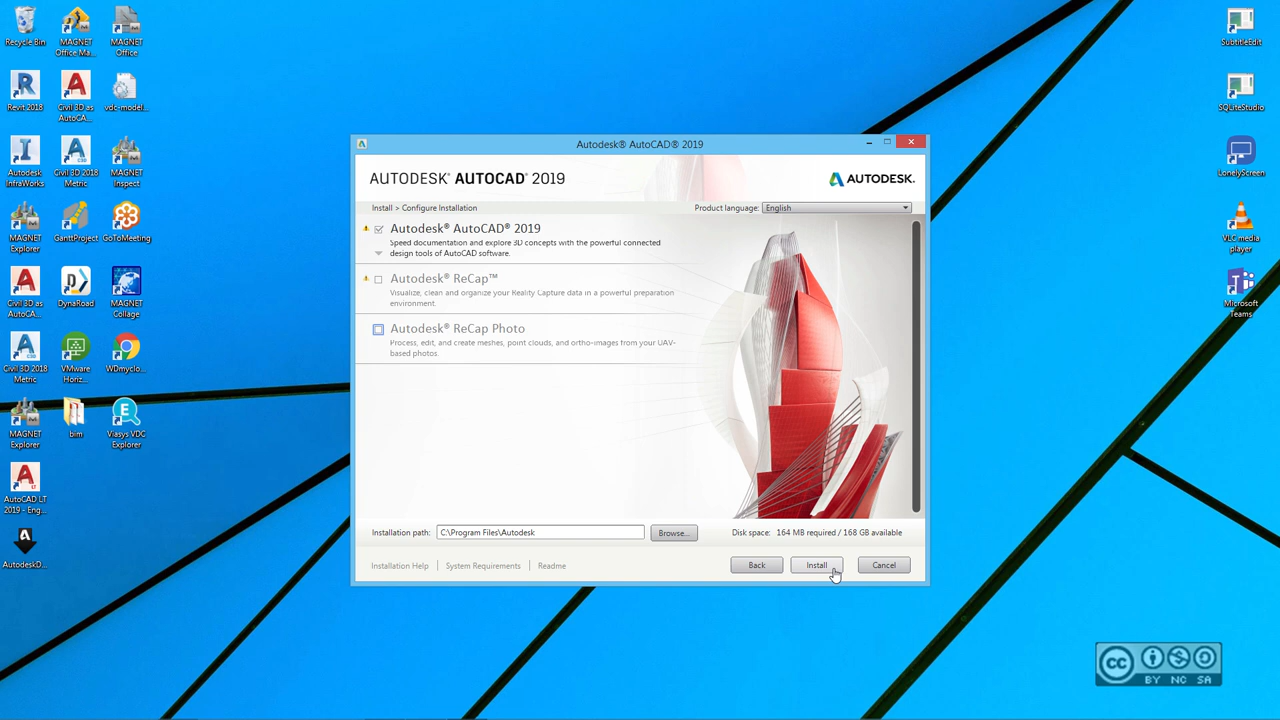 Recycle Bin
MAGNET
Office Ma...
MAGNET
Office
Revit 2018
Civil 3D as
AutoCA...
vdc-model...
Autodesk
InfraWorks
Civil 3D 2018
Metric
MAGNET
Inspect
MAGNET
Explorer
GanttProject
GoToMeeting
Civil 3D as
AutoCA...
DynaRoad
MAGNET
Collage
Civil 3D 2018
Metric
VMware
Horiz...
WDmyclo...
MAGNET
Explorer
bim
Viasys VDC
Explorer
AutoCAD LT
2019 - Eng...
AutodeskD...
Autodesk® AutoCAD® 2019
AUTODESK® AUTOCAD® 2019
AUTODESK.
Install > Configure Installation
Product language: English
Autodesk® AutoCAD® 2019
Speed documentation and explore 3D concepts with the powerful connected
design tools of AutoCAD software.
Autodesk® ReCap™
Visualize, clean and organize your Reality Capture data in a powerful preparation
environment.
Autodesk® ReCap Photo
Process, edit, and create meshes, point clouds, and ortho-images from your UAV-
based photos.
Installation path: C:\Program Files\Autodesk Browse...
Disk space: 164 MB required / 168 GB available
Installation Help | System Requirements | Readme
Back Install Cancel
SubtitleEdit
SQLiteStudio
LonelyScreen
VLC media
player
Microsoft
Teams
cc
BY NC SA